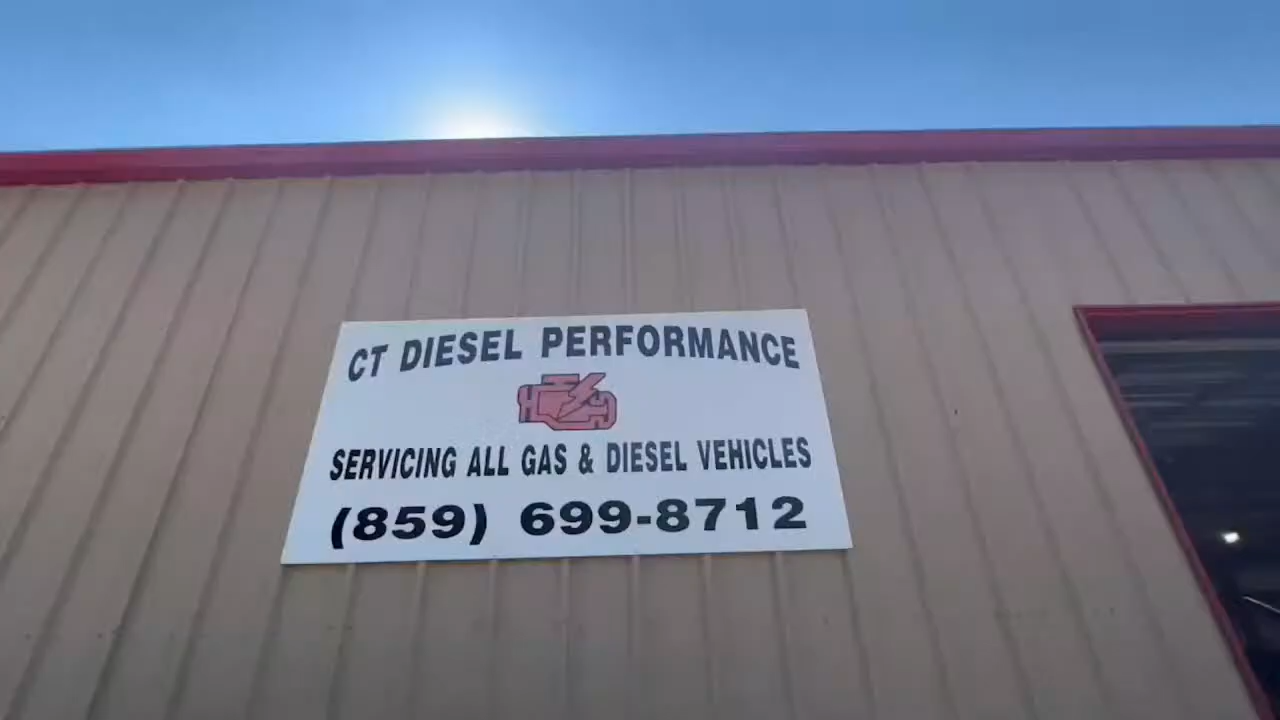 CT DIESEL PERFORMANCE
SERVICING ALL GAS & DIESEL VEHICLES
(859) 699-8712